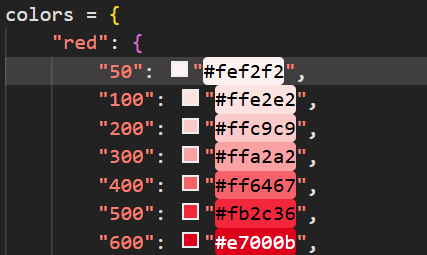 colors = {
"red": {
"50": "#fef2f2",
"100": "#ffe2e2",
"200": "#ffc9c9",
"300": "#ffa2a2",
"400": "#ff6467",
"500": "#fb2c36",
"600": "#e7000b",